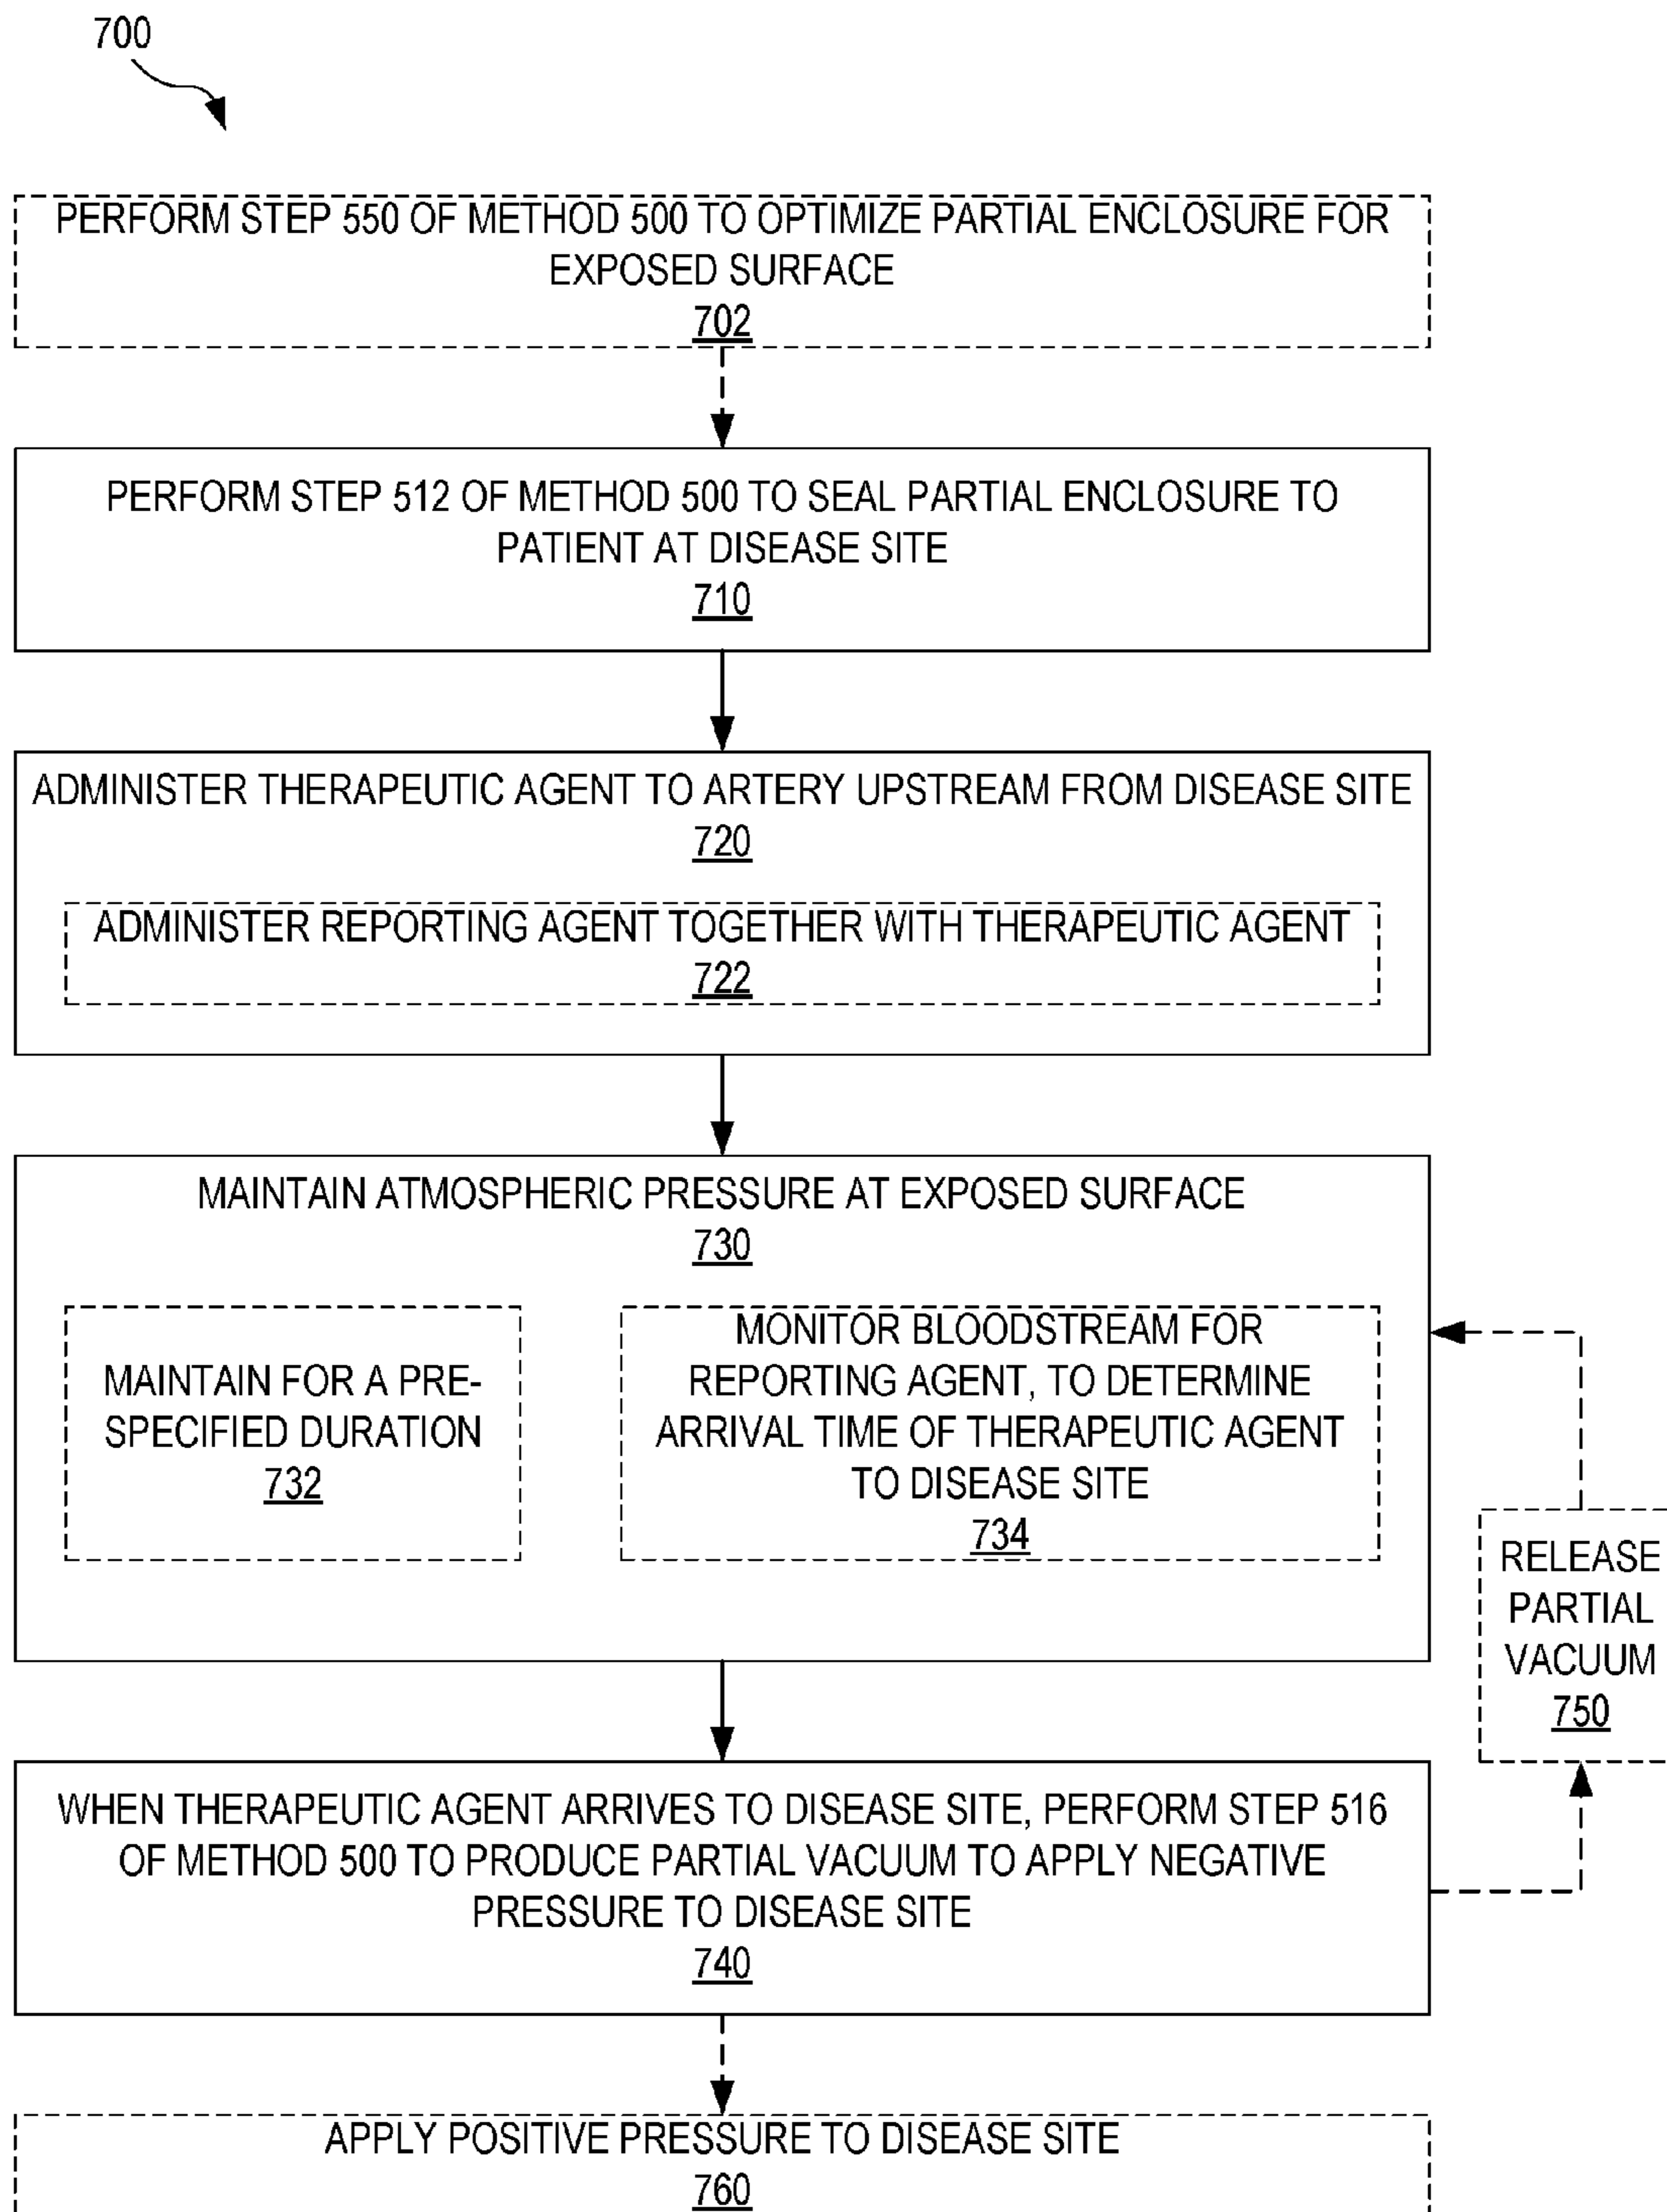 700
PERFORM STEP 550 OF METHOD 500 TO OPTIMIZE PARTIAL ENCLOSURE FOR
EXPOSED SURFACE
702
PERFORM STEP 512 OF METHOD 500 TO SEAL PARTIAL ENCLOSURE TO
PATIENT AT DISEASE SITE
710
ADMINISTER THERAPEUTIC AGENT TO ARTERY UPSTREAM FROM DISEASE SITE
720
ADMINISTER REPORTING AGENT TOGETHER WITH THERAPEUTIC AGENT
722
MAINTAIN ATMOSPHERIC PRESSURE AT EXPOSED SURFACE
730
MAINTAIN FOR A PRE-
SPECIFIED DURATION
732
MONITOR BLOODSTREAM FOR
REPORTING AGENT, TO DETERMINE
ARRIVAL TIME OF THERAPEUTIC AGENT
TO DISEASE SITE
734
RELEASE
PARTIAL
VACUUM
750
WHEN THERAPEUTIC AGENT ARRIVES TO DISEASE SITE, PERFORM STEP 516
OF METHOD 500 TO PRODUCE PARTIAL VACUUM TO APPLY NEGATIVE
PRESSURE TO DISEASE SITE
740
APPLY POSITIVE PRESSURE TO DISEASE SITE
760